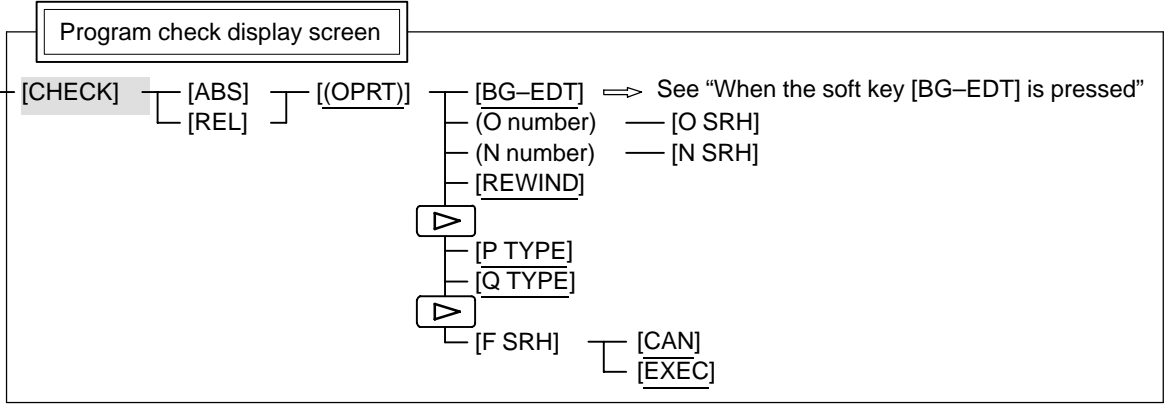 Program check display screen
[CHECK] [ABS] [(OPRT)] [BG–EDT] See “When the soft key [BG–EDT] is pressed”
[REL] (O number) [O SRH]
(N number) [N SRH]
[REWIND]
[P TYPE]
[Q TYPE]
[F SRH] [CAN]
[EXEC]